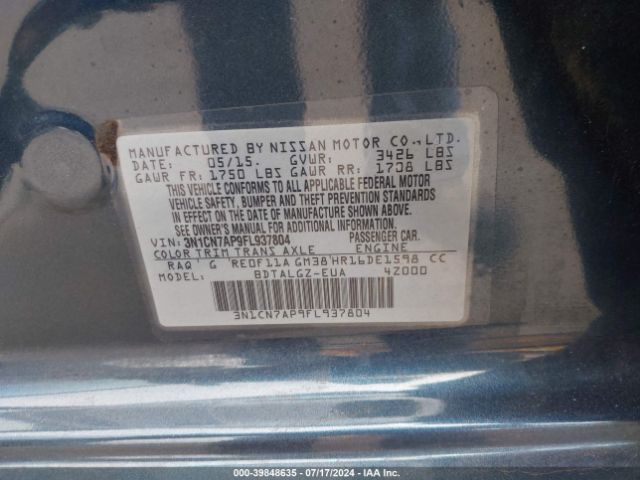 MANUFACTURED BY NISSAN MOTOR CO., LTD.
DATE: 05/15. GVWR: 3426 LBS
GAWR FR: 1750 LBS GAWR RR: 1708 LBS
THIS VEHICLE CONFORMS TO ALL APPLICABLE FEDERAL MOTOR
VEHICLE SAFETY, BUMPER AND THEFT PREVENTION STANDARDS
IN EFFECT ON THE DATE OF MANUFACTURE SHOWN ABOVE.
SEE OWNER'S MANUAL FOR ADDITIONAL INFORMATION.
VIN: 3N1CN7AP9FL937804 PASSENGER CAR.
COLOR TRIM TRANS AXLE ENGINE
RAQ G RE0F11A GM38 HR16DE1598 CC
MODEL: BDTALGZ-EUA 4Z000
3N1CN7AP9FL937804
000-39848635 - 07/17/2024 - IAA Inc.